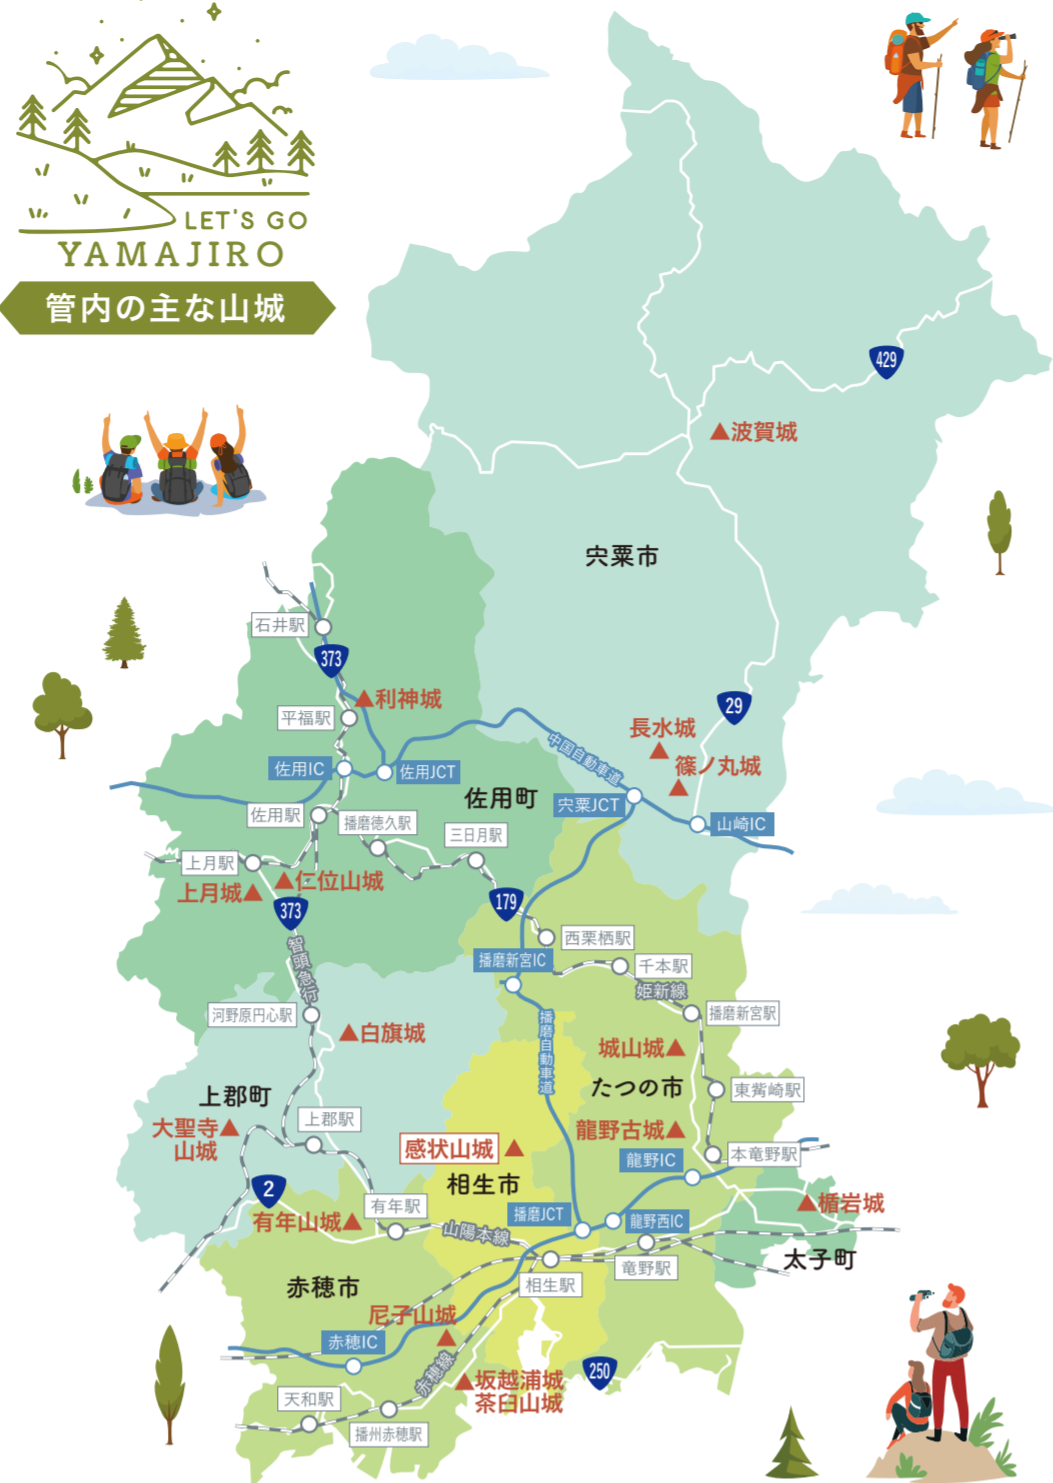 LET'S GO
YAMAJIRO
管内の主な山城
429
波賀城
宍粟市
石井駅
373
利神城
平福駅
29
長水城
篠ノ丸城
中国自動車道
佐用IC
佐用JCT
佐用町
宍粟JCT
山崎IC
佐用駅
播磨徳久駅
三日月駅
上月駅
上月城
仁位山城
373
179
智頭急行
西栗栖駅
播磨新宮IC
千本駅
姫新線
河野原円心駅
播磨新宮駅
白旗城
播磨自動車道
城山城
たつの市
東觜崎駅
上郡町
大聖寺
山城
上郡駅
龍野古城
感状山城
本竜野駅
龍野IC
相生市
2
有年駅
有年山城
楯岩城
播磨JCT
龍野西IC
山陽本線
太子町
竜野駅
赤穂市
相生駅
尼子山城
赤穂IC
赤穂線
250
坂越浦城
茶臼山城
天和駅
播州赤穂駅